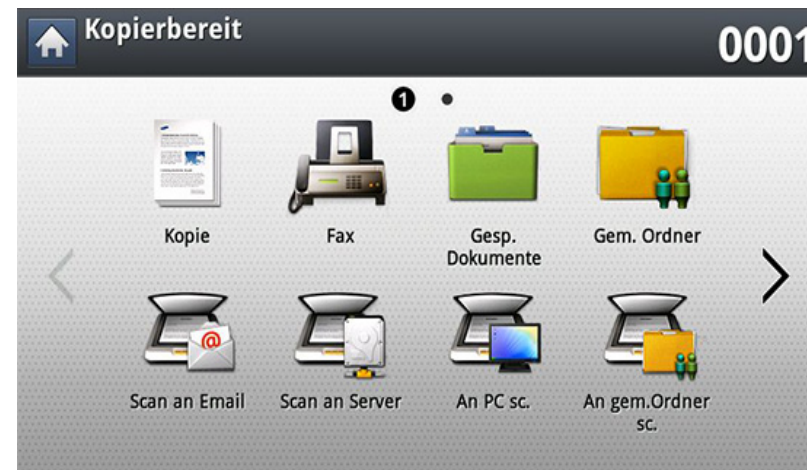 Kopierbereit
0001
1
Kopie
Fax
Gesp.
Dokumente
Gem. Ordner
Scan an Email
Scan an Server
An PC sc.
An gem.Ordner
sc.